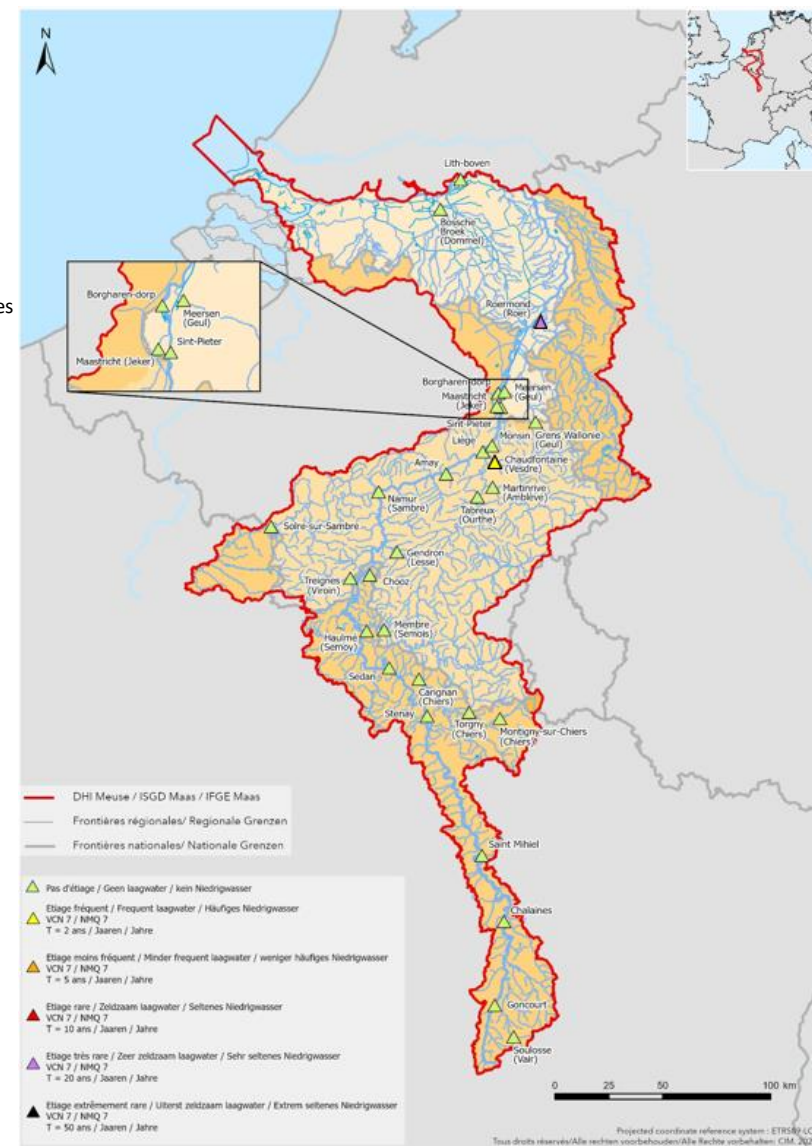 N
es
Lith-boven
Bossche
Broek
(Dommel)
Roermond
(Roer)
Borgharen-dorp
Meersen
(Geul)
Sint-Pieter
Maastricht (Jeker)
Borgharen-dorp
Meersen
(Geul)
Maastricht
(Jeker)
Sint-Pieter
Grens Wallonie
(Geul)
Monsin
Liège
Chaudfontaine
(Vesdre)
Amay
Martinrive
(Amblève)
Namur
(Sambre)
Tabreux
(Ourthe)
Solre-sur-Sambre
Gendron
(Lesse)
Treignes
(Viroin)
Chooz
Membre
(Semois)
Haulmé
(Semoy)
Sedan
Carignan
(Chiers)
Stenay
Torgny
(Chiers)
Montigny-sur-Chiers
(Chiers)
Saint Mihiel
Chalaines
Goncourt
Soulosse
(Vair)
DHI Meuse / ISGD Maas / IFGE Maas
Frontières régionales/ Regionale Grenzen
Frontières nationales/ Nationale Grenzen
Pas d'étiage / Geen laagwater / kein Niedrigwasser
Etiage fréquent / Frequent laagwater / Häufiges Niedrigwasser
VCN 7 / NMQ 7
T = 2 ans / Jaaren / Jahre
Etiage moins fréquent / Minder frequent laagwater / weniger häufiges Niedrigwasser
VCN 7 / NMQ 7
T = 5 ans / Jaaren / Jahre
Etiage rare / Zeldzaam laagwater / Seltenes Niedrigwasser
VCN 7 / NMQ 7
T = 10 ans / Jaaren / Jahre
Etiage très rare / Zeer zeldzaam laagwater / Sehr seltenes Niedrigwasser
VCN 7 / NMQ 7
T = 20 ans / Jaaren / Jahre
Etiage extrêmement rare / Uiterst zeldzaam laagwater / Extrem seltenes Niedrigwasser
VCN 7 / NMQ 7
T = 50 ans / Jaaren / Jahre
0 25 50 100 km
Projected coordinate reference system : ETRS89-LC
Tous droits réservés/Alle rechten voorbehouden/Alle Rechte vorbehalten: CIM